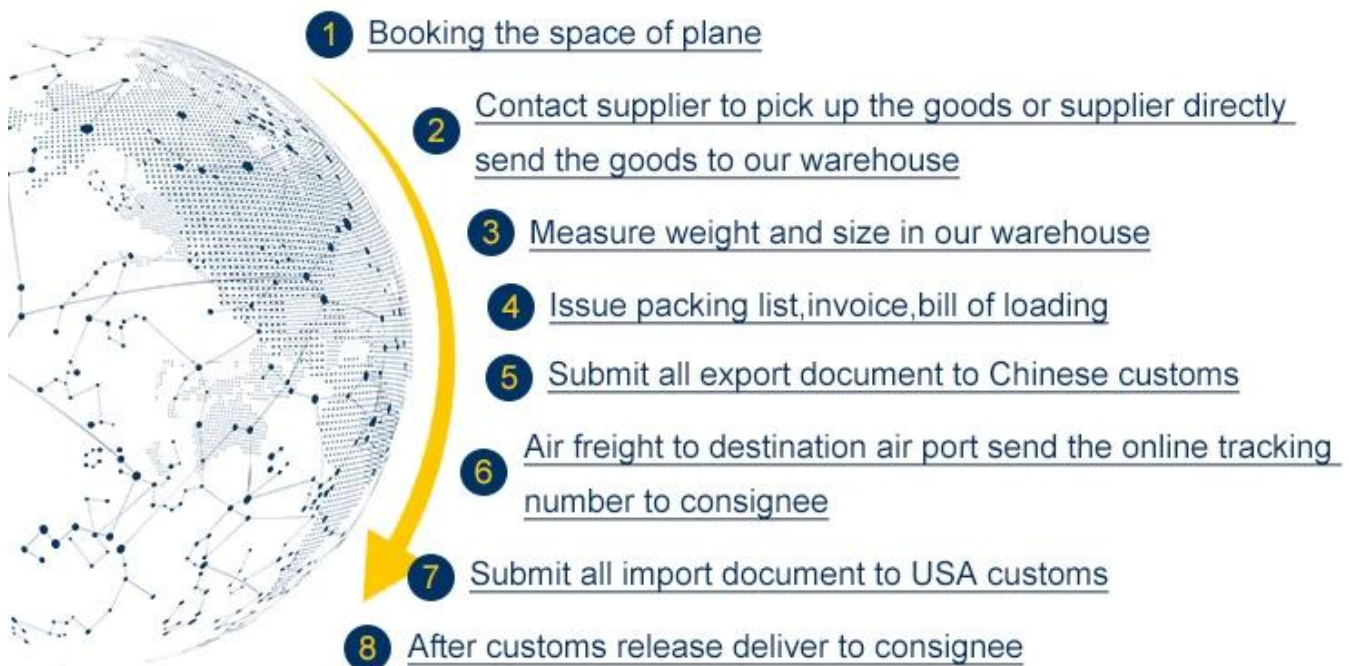 1 Booking the space of plane
2 Contact supplier to pick up the goods or supplier directly
send the goods to our warehouse
3 Measure weight and size in our warehouse
4 Issue packing list,invoice,bill of loading
5 Submit all export document to Chinese customs
6 Air freight to destination air port send the online tracking
number to consignee
7 Submit all import document to USA customs
8 After customs release deliver to consignee